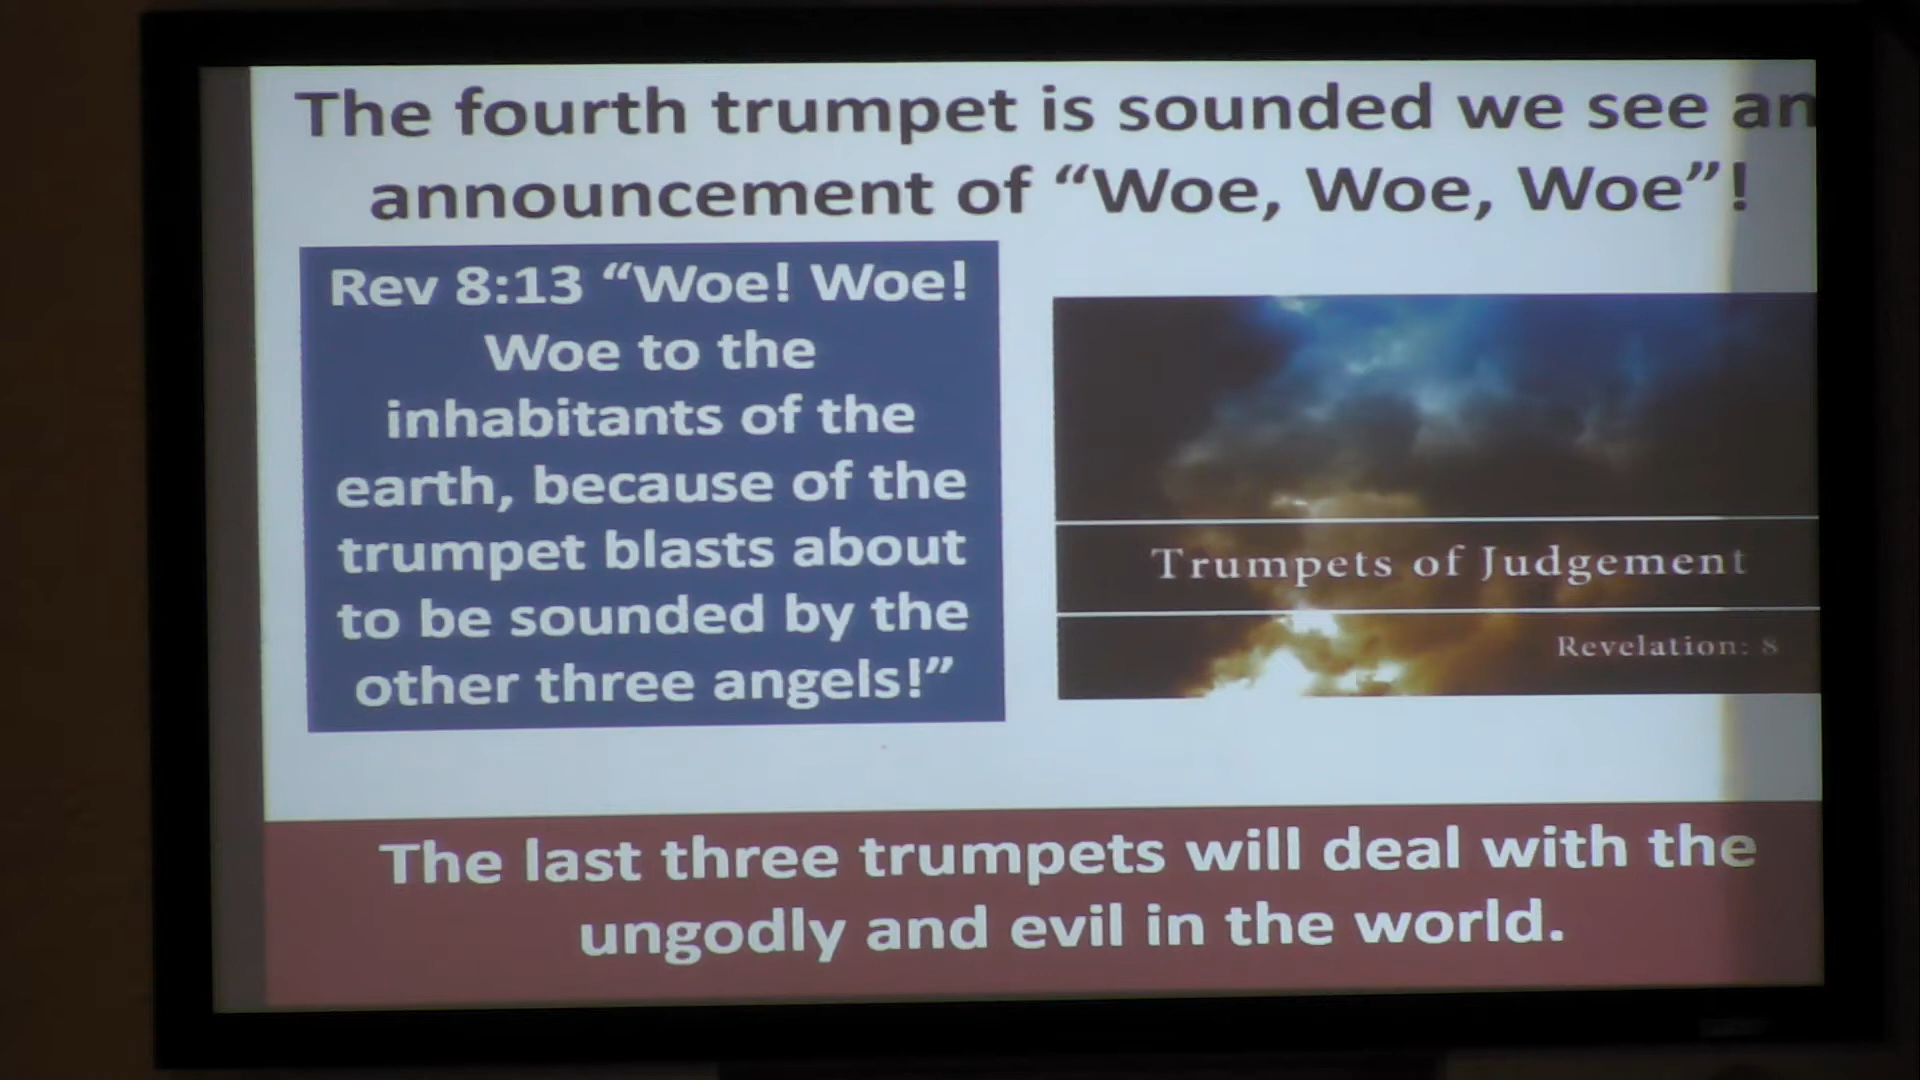 The fourth trumpet is sounded we see an
announcement of “Woe, Woe, Woe”!
Rev 8:13 “Woe! Woe!
Woe to the
inhabitants of the
earth, because of the
trumpet blasts about
to be sounded by the
other three angels!”
Trumpets of Judgement
Revelation: 8
The last three trumpets will deal with the
ungodly and evil in the world.